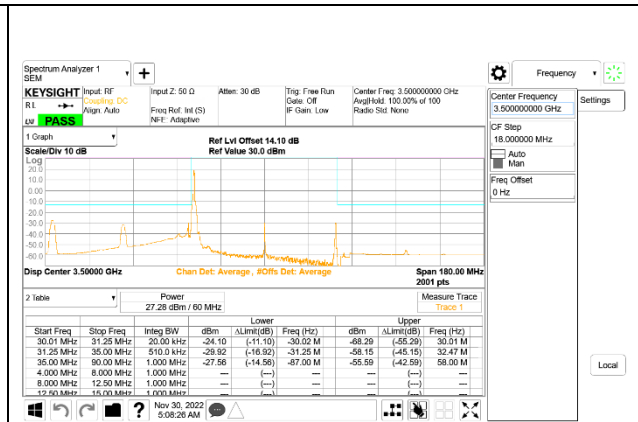 Spectrum Analyzer 1
SEM
Frequency
KEYSIGHT Input: RF Input Z: 50 Ω Atten: 30 dB Trig: Free Run Center Freq: 3.500000000 GHz
RL Coupling: DC Gate: Off Avg|Hold: 100.00% of 100
Align: Auto Freq Ref: Int (S) IF Gain: Low Radio Std: None
PASS NFE: Adaptive
Center Frequency
3.500000000 GHz
Settings
CF Step
18.000000 MHz
Auto
Man
Freq Offset
0 Hz
1 Graph
Ref Lvl Offset 14.10 dB
Scale/Div 10 dB Ref Value 30.0 dBm
Log
20.0
10.0
0.00
10.0
20.0
-30.0
-40.0
-50.0
-60.0
Disp Center 3.50000 GHz Chan Det: Average , #Offs Det: Average Span 180.00 MHz
2001 pts
2 Table Power Measure Trace
27.28 dBm / 60 MHz Trace 1
Lower Upper
Start Freq Stop Freq Integ BW dBm ΔLimit(dB) Freq (Hz) dBm ΔLimit(dB) Freq (Hz)
30.01 MHz 31.25 MHz 20.00 kHz -24.10 (-11.10) -30.02 M -68.29 (-55.29) 30.01 M
31.25 MHz 35.00 MHz 510.0 kHz -29.92 (-16.92) -31.25 M -58.15 (-45.15) 32.47 M
35.00 MHz 90.00 MHz 1.000 MHz -27.56 (-14.56) -87.00 M -55.59 (-42.59) 58.00 M
4.000 MHz 8.000 MHz 1.000 MHz --- (---) --- (---)
8.000 MHz 12.50 MHz 1.000 MHz --- (---) --- (---)
12.50 MHz 15.00 MHz 1.000 MHz --- (---) --- (---)
Local
Nov 30, 2022
5:08:26 AM